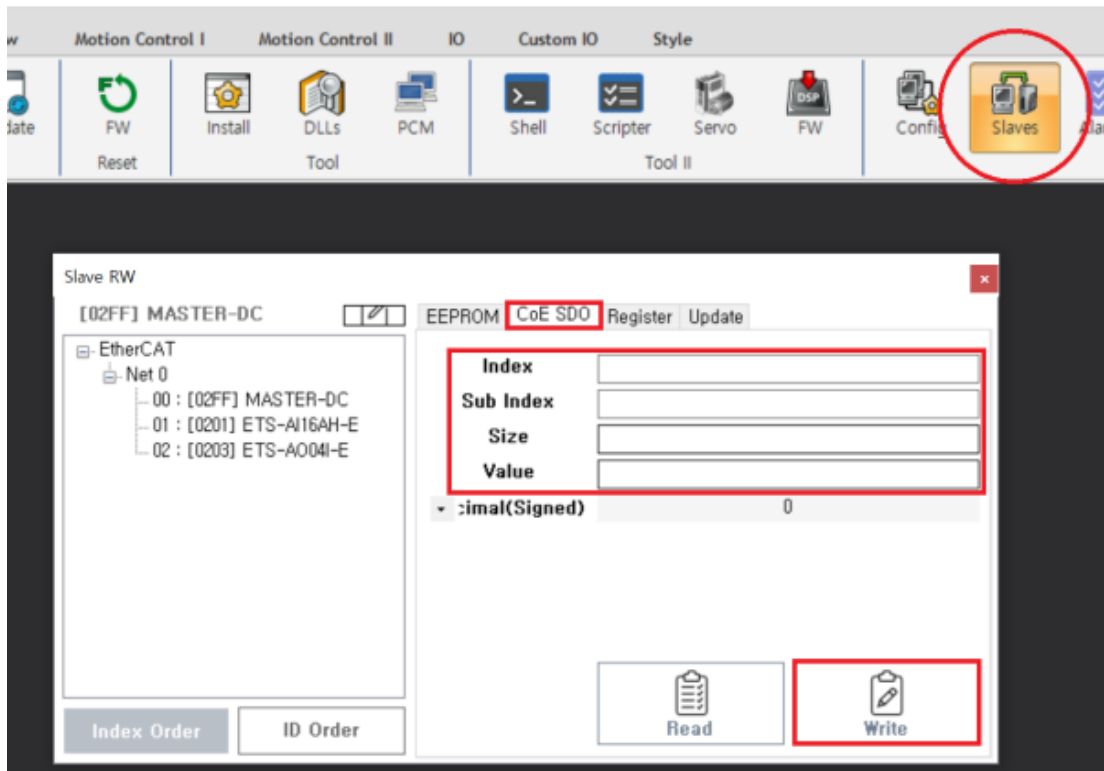 Motion Control I Motion Control II IO Custom IO Style
FW Install DLLs PCM Shell Scripter Servo FW Config Slaves
Reset Tool Tool II
Slave RW
[02FF] MASTER-DC
EEPROM CoE SDO Register Update
EtherCAT
Net 0
00 : [02FF] MASTER-DC
01 : [0201] ETS-AI16AH-E
02 : [0203] ETS-AO04I-E
Index
Sub Index
Size
Value
cimal(Signed) 0
DSP
Index Order ID Order
Read Write